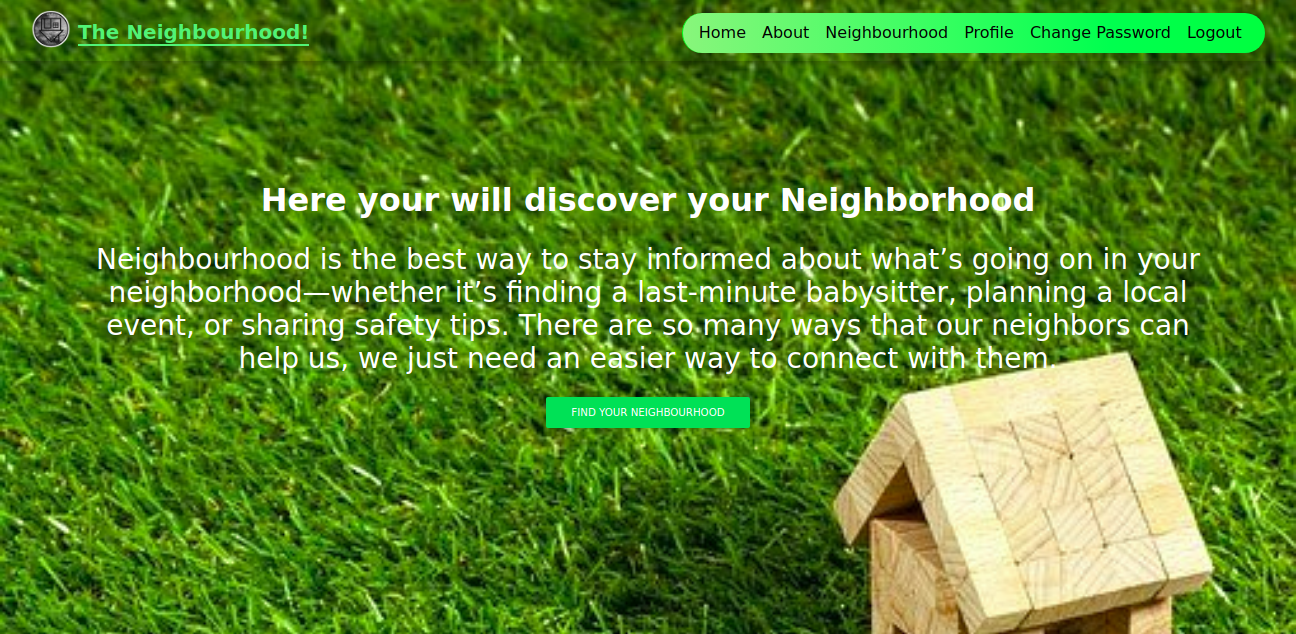 The Neighbourhood!
Home About Neighbourhood Profile Change Password Logout
Here your will discover your Neighborhood
Neighbourhood is the best way to stay informed about what’s going on in your
neighborhood—whether it’s finding a last-minute babysitter, planning a local
event, or sharing safety tips. There are so many ways that our neighbors can
help us, we just need an easier way to connect with them.
FIND YOUR NEIGHBOURHOOD